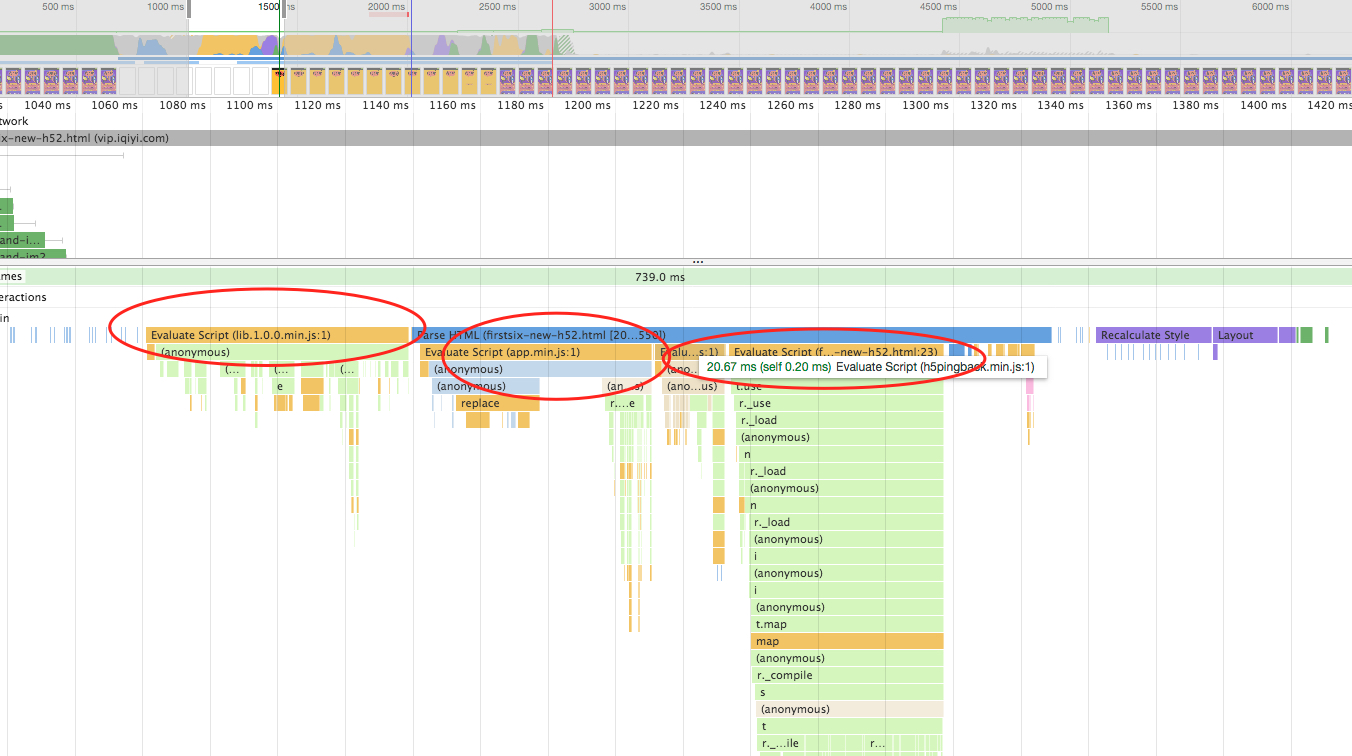 500 ms 1000 ms 1500 ms 2000 ms 2500 ms 3000 ms 3500 ms 4000 ms 4500 ms 5000 ms 5500 ms 6000 ms
s 1040 ms 1060 ms 1080 ms 1100 ms 1120 ms 1140 ms 1160 ms 1180 ms 1200 ms 1220 ms 1240 ms 1260 ms 1280 ms 1300 ms 1320 ms 1340 ms 1360 ms 1380 ms 1400 ms 1420 ms
twork
ix-new-h52.html (vip.iqiyi.com)
and-i...
and-im2
...
mes 739.0 ms
eractions
in
Evaluate Script (lib.1.0.0.min.js:1) Parse HTML (firstsix-new-h52.html [20...550]) Recalculate Style Layout
(anonymous) Evaluate Script (app.min.js:1) Evalu...s:1) Evaluate Script (f...-new-h52.html:23)
(... (... (... (anonymous) (ano... 20.67 ms (self 0.20 ms) Evaluate Script (h5pingback.min.js:1)
e (anonymous) (an...s) (ano...us) t.use
replace r....e r._use
r._load
(anonymous)
n
r._load
(anonymous)
n
r._load
(anonymous)
i
(anonymous)
i
(anonymous)
t.map
map
(anonymous)
r._compile
s
(anonymous)
t
r._...ile r...